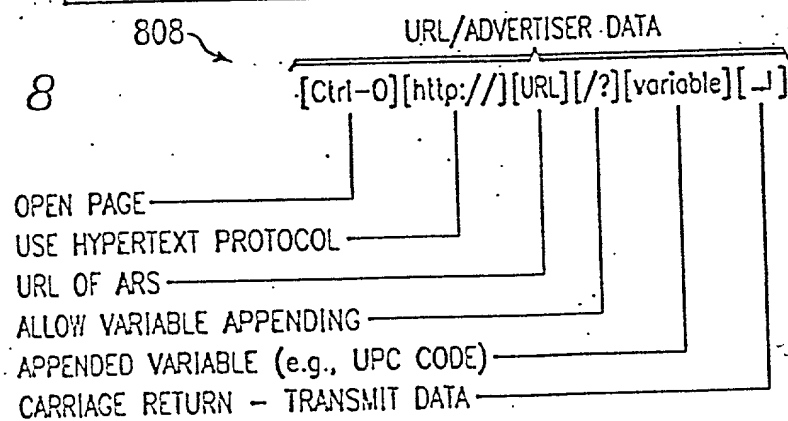 808
URL/ADVERTISER DATA
8
[Ctrl-O][http://][URL][/?][variable][↵]
OPEN PAGE
USE HYPERTEXT PROTOCOL
URL OF ARS
ALLOW VARIABLE APPENDING
APPENDED VARIABLE (e.g., UPC CODE)
CARRIAGE RETURN – TRANSMIT DATA